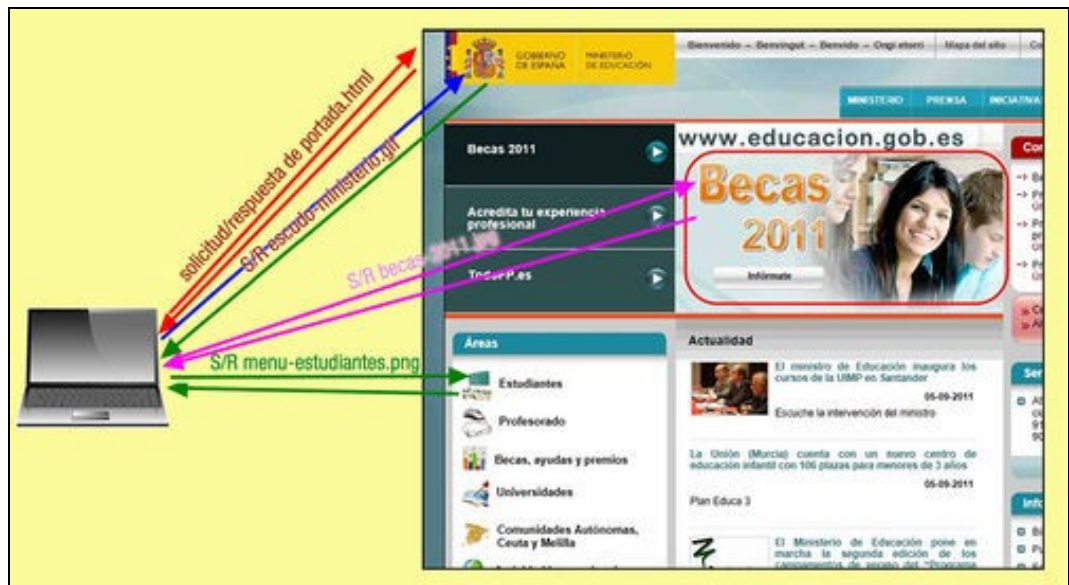 GOBIERNO
DE ESPAÑA
MINISTERIO
DE EDUCACIÓN
Bienvenido – Benvingut – Benvido – Ongi etorri
Mapa del sitio
MINISTERIO
PRENSA
solicitud/respuesta de portada.html
S/R escudo-ministerio.gif
S/R becas-2011.jpg
S/R menu-estudiantes.png
Becas 2011
Acredita tu experiencia
profesional
TodoFP.es
www.educacion.gob.es
Becas
2011
Infórmate
Áreas
Estudiantes
Profesorado
Becas, ayudas y premios
Universidades
Comunidades Autónomas,
Ceuta y Melilla
Actualidad
El ministro de Educación inaugura los
cursos de la UIMP en Santander
05-09-2011
Escuche la intervención del ministro
La Unión (Murcia) cuenta con un nuevo centro de
educación infantil con 106 plazas para menores de 3 años
05-09-2011
Plan Educa 3
El Ministerio de Educación pone en
marcha la segunda edición de los
campamentos de verano del "Programa